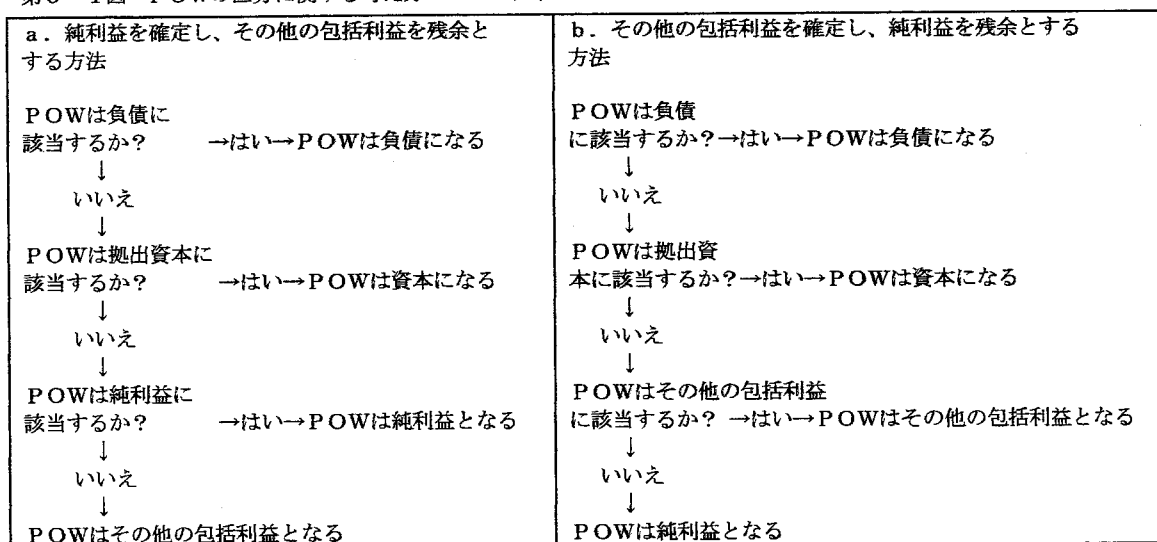 a．純利益を確定し、その他の包括利益を残余と
する方法
POWは負債に
該当するか？　→はい→POWは負債になる
↓
いいえ
↓
POWは拠出資本に
該当するか？　→はい→POWは資本になる
↓
いいえ
↓
POWは純利益に
該当するか？　→はい→POWは純利益となる
↓
いいえ
↓
POWはその他の包括利益となる
b．その他の包括利益を確定し、純利益を残余とする
方法
POWは負債
に該当するか？→はい→POWは負債になる
↓
いいえ
↓
POWは拠出資
本に該当するか？→はい→POWは資本になる
↓
いいえ
↓
POWはその他の包括利益
に該当するか？→はい→POWはその他の包括利益となる
↓
いいえ
↓
POWは純利益となる